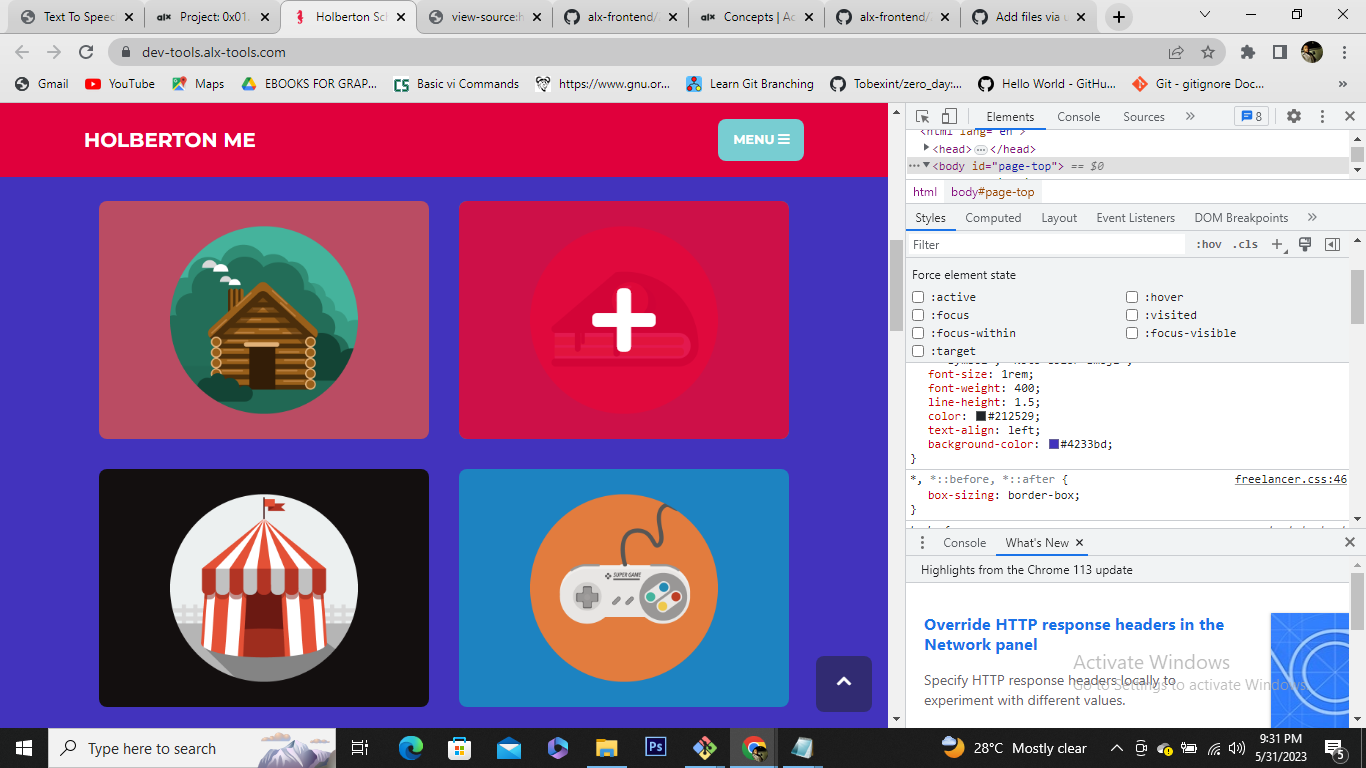 Text To Speec
alx Project: 0x01.
Holberton Sch
view-source:h
alx-frontend/
alx Concepts | Ac
alx-frontend/
Add files via u
dev-tools.alx-tools.com
Gmail YouTube Maps EBOOKS FOR GRAP... CS Basic vi Commands https://www.gnu.or... Learn Git Branching Tobexint/zero_day:... Hello World - GitHu... Git - gitignore Doc... »
HOLBERTON ME
MENU
SUPER GAME
Elements Console Sources » 8
<html lang="en">
<head> </head>
<body id="page-top"> == $0
html body#page-top
Styles Computed Layout Event Listeners DOM Breakpoints »
Filter :hov .cls
Force element state
:active :hover
:focus :visited
:focus-within :focus-visible
:target
font-size: 1rem;
font-weight: 400;
line-height: 1.5;
color: #212529;
text-align: left;
background-color: #4233bd;
}
*, *::before, *::after { freelancer.css:46
box-sizing: border-box;
}
Console What's New
Highlights from the Chrome 113 update
Override HTTP response headers in the
Network panel
Specify HTTP response headers locally to
experiment with different values.
Activate Windows
Go to Settings to activate Windows.
Type here to search
Ps
28°C Mostly clear
9:31 PM
5/31/2023
5